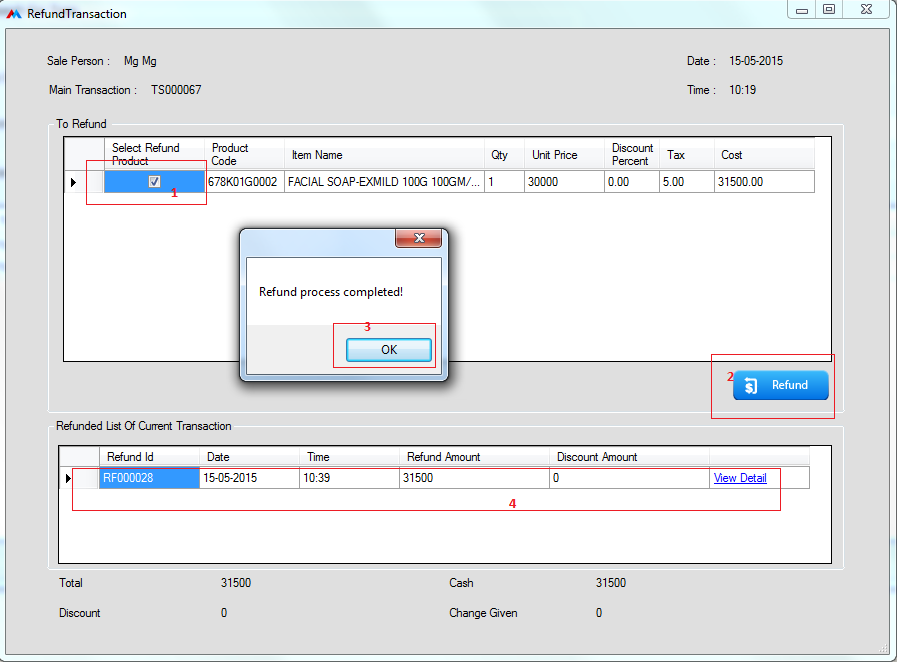 RefundTransaction
Sale Person : Mg Mg Date : 15-05-2015
Main Transaction : TS000067 Time : 10:19
To Refund
Select Refund Product Product Code Item Name Qty Unit Price Discount Percent Tax Cost
678K01G0002 FACIAL SOAP-EXMILD 100G 100GM/... 1 30000 0.00 5.00 31500.00
1
Refund process completed!
3
OK
2
Refund
Refunded List Of Current Transaction
Refund Id Date Time Refund Amount Discount Amount
RF000028 15-05-2015 10:39 31500 0 View Detail
4
Total 31500 Cash 31500
Discount 0 Change Given 0